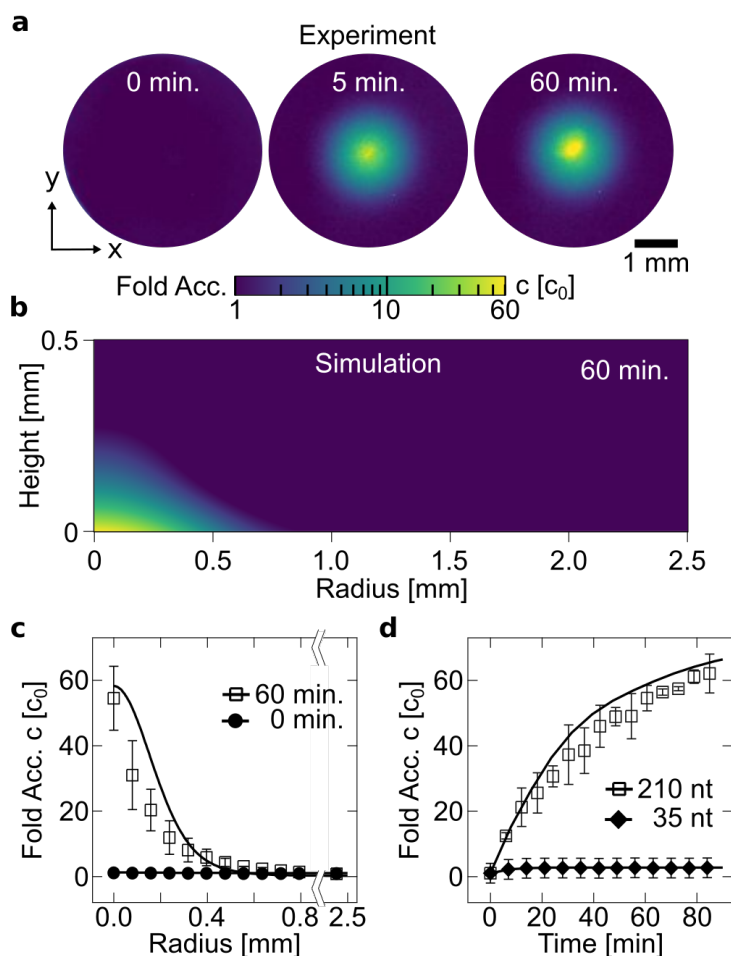 a
Experiment
0 min.
5 min.
60 min.
y
x
1 mm
Fold Acc.
c [c₀]
1
10
60
b
0.5
Simulation
60 min.
Height [mm]
0
0
0.5
1.0
1.5
2.0
2.5
Radius [mm]
c
60
40
20
0
Fold Acc. c [c₀]
60 min.
0 min.
0.0
0.4
0.8
2.5
Radius [mm]
d
60
40
20
0
Fold Acc. c [c₀]
210 nt
35 nt
0
20
40
60
80
Time [min]